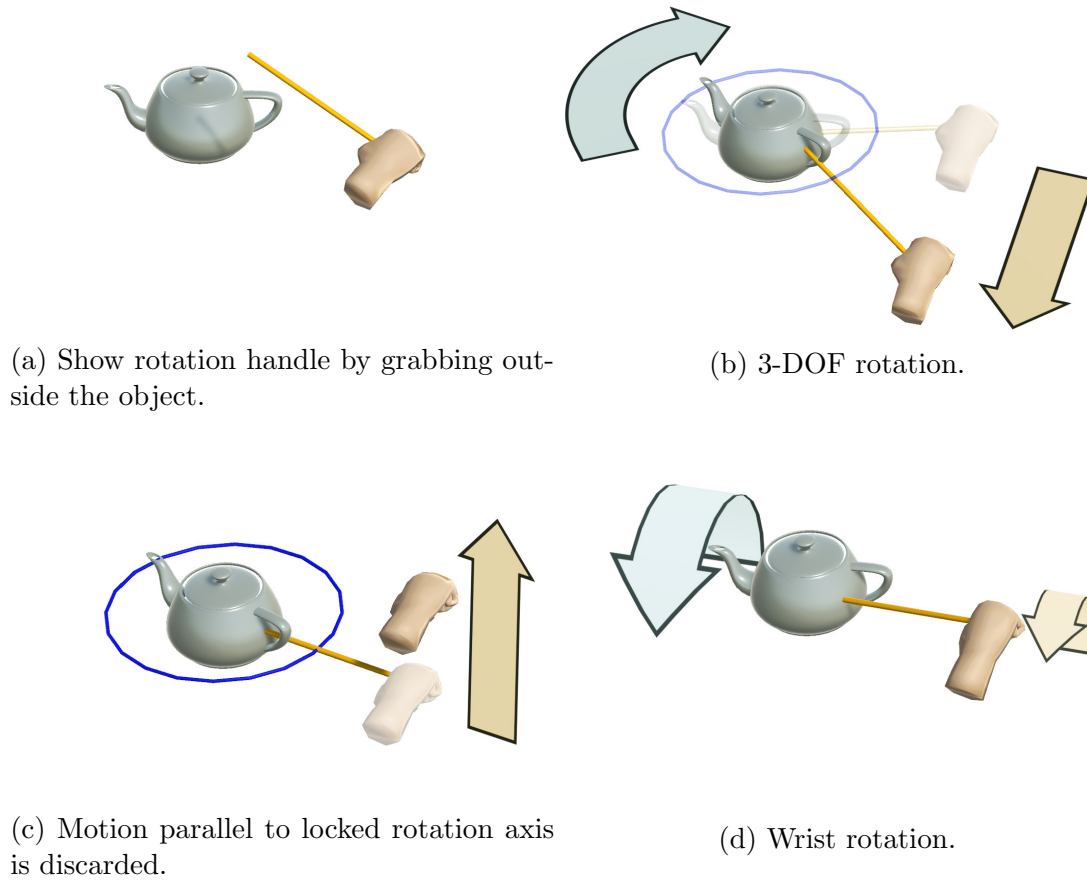 (a) Show rotation handle by grabbing out-
side the object.
(b) 3-DOF rotation.
(c) Motion parallel to locked rotation axis
is discarded.
(d) Wrist rotation.